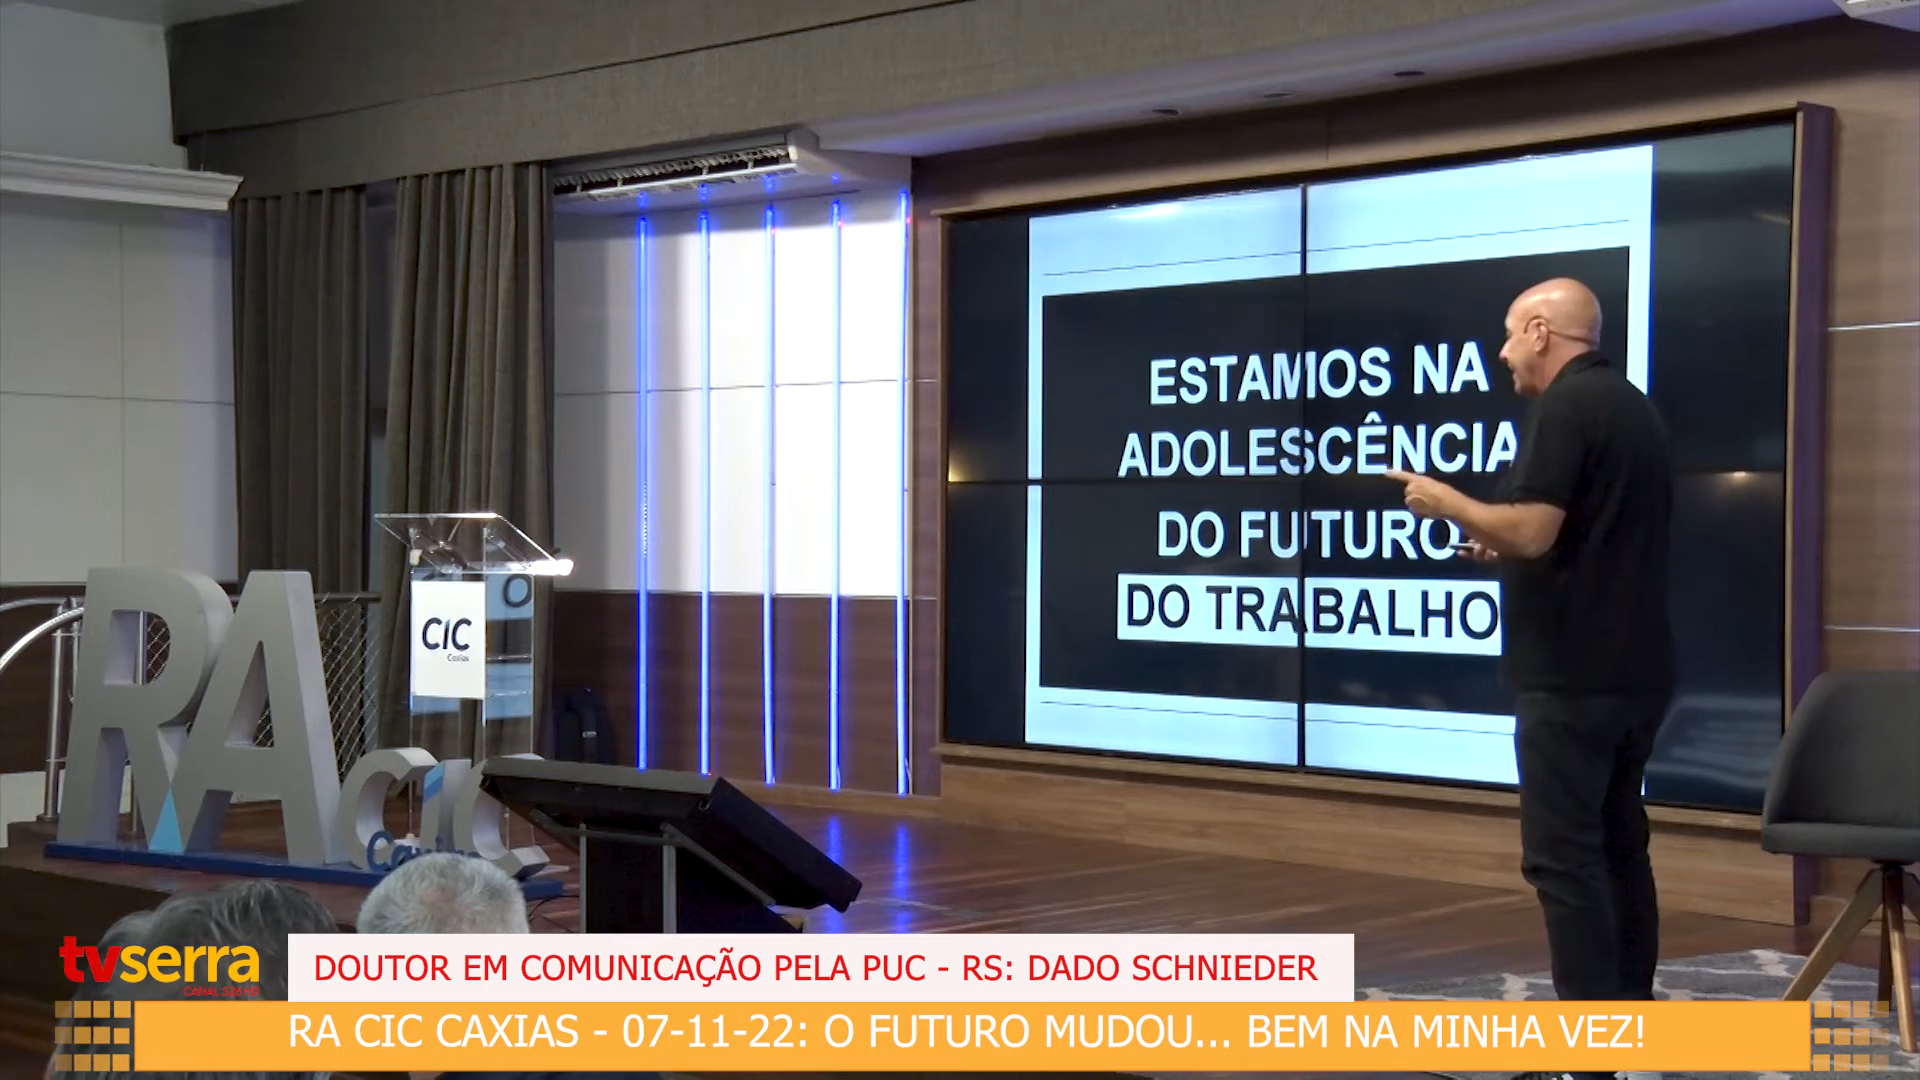 ESTAMOS NA
ADOLESCÊNCIA
DO FUTURO
DO TRABALHO
CIC
Caxias
RA
CIC
tvserra
DOUTOR EM COMUNICAÇÃO PELA PUC - RS: DADO SCHNIEDER
RA CIC CAXIAS - 07-11-22: O FUTURO MUDOU... BEM NA MINHA VEZ!